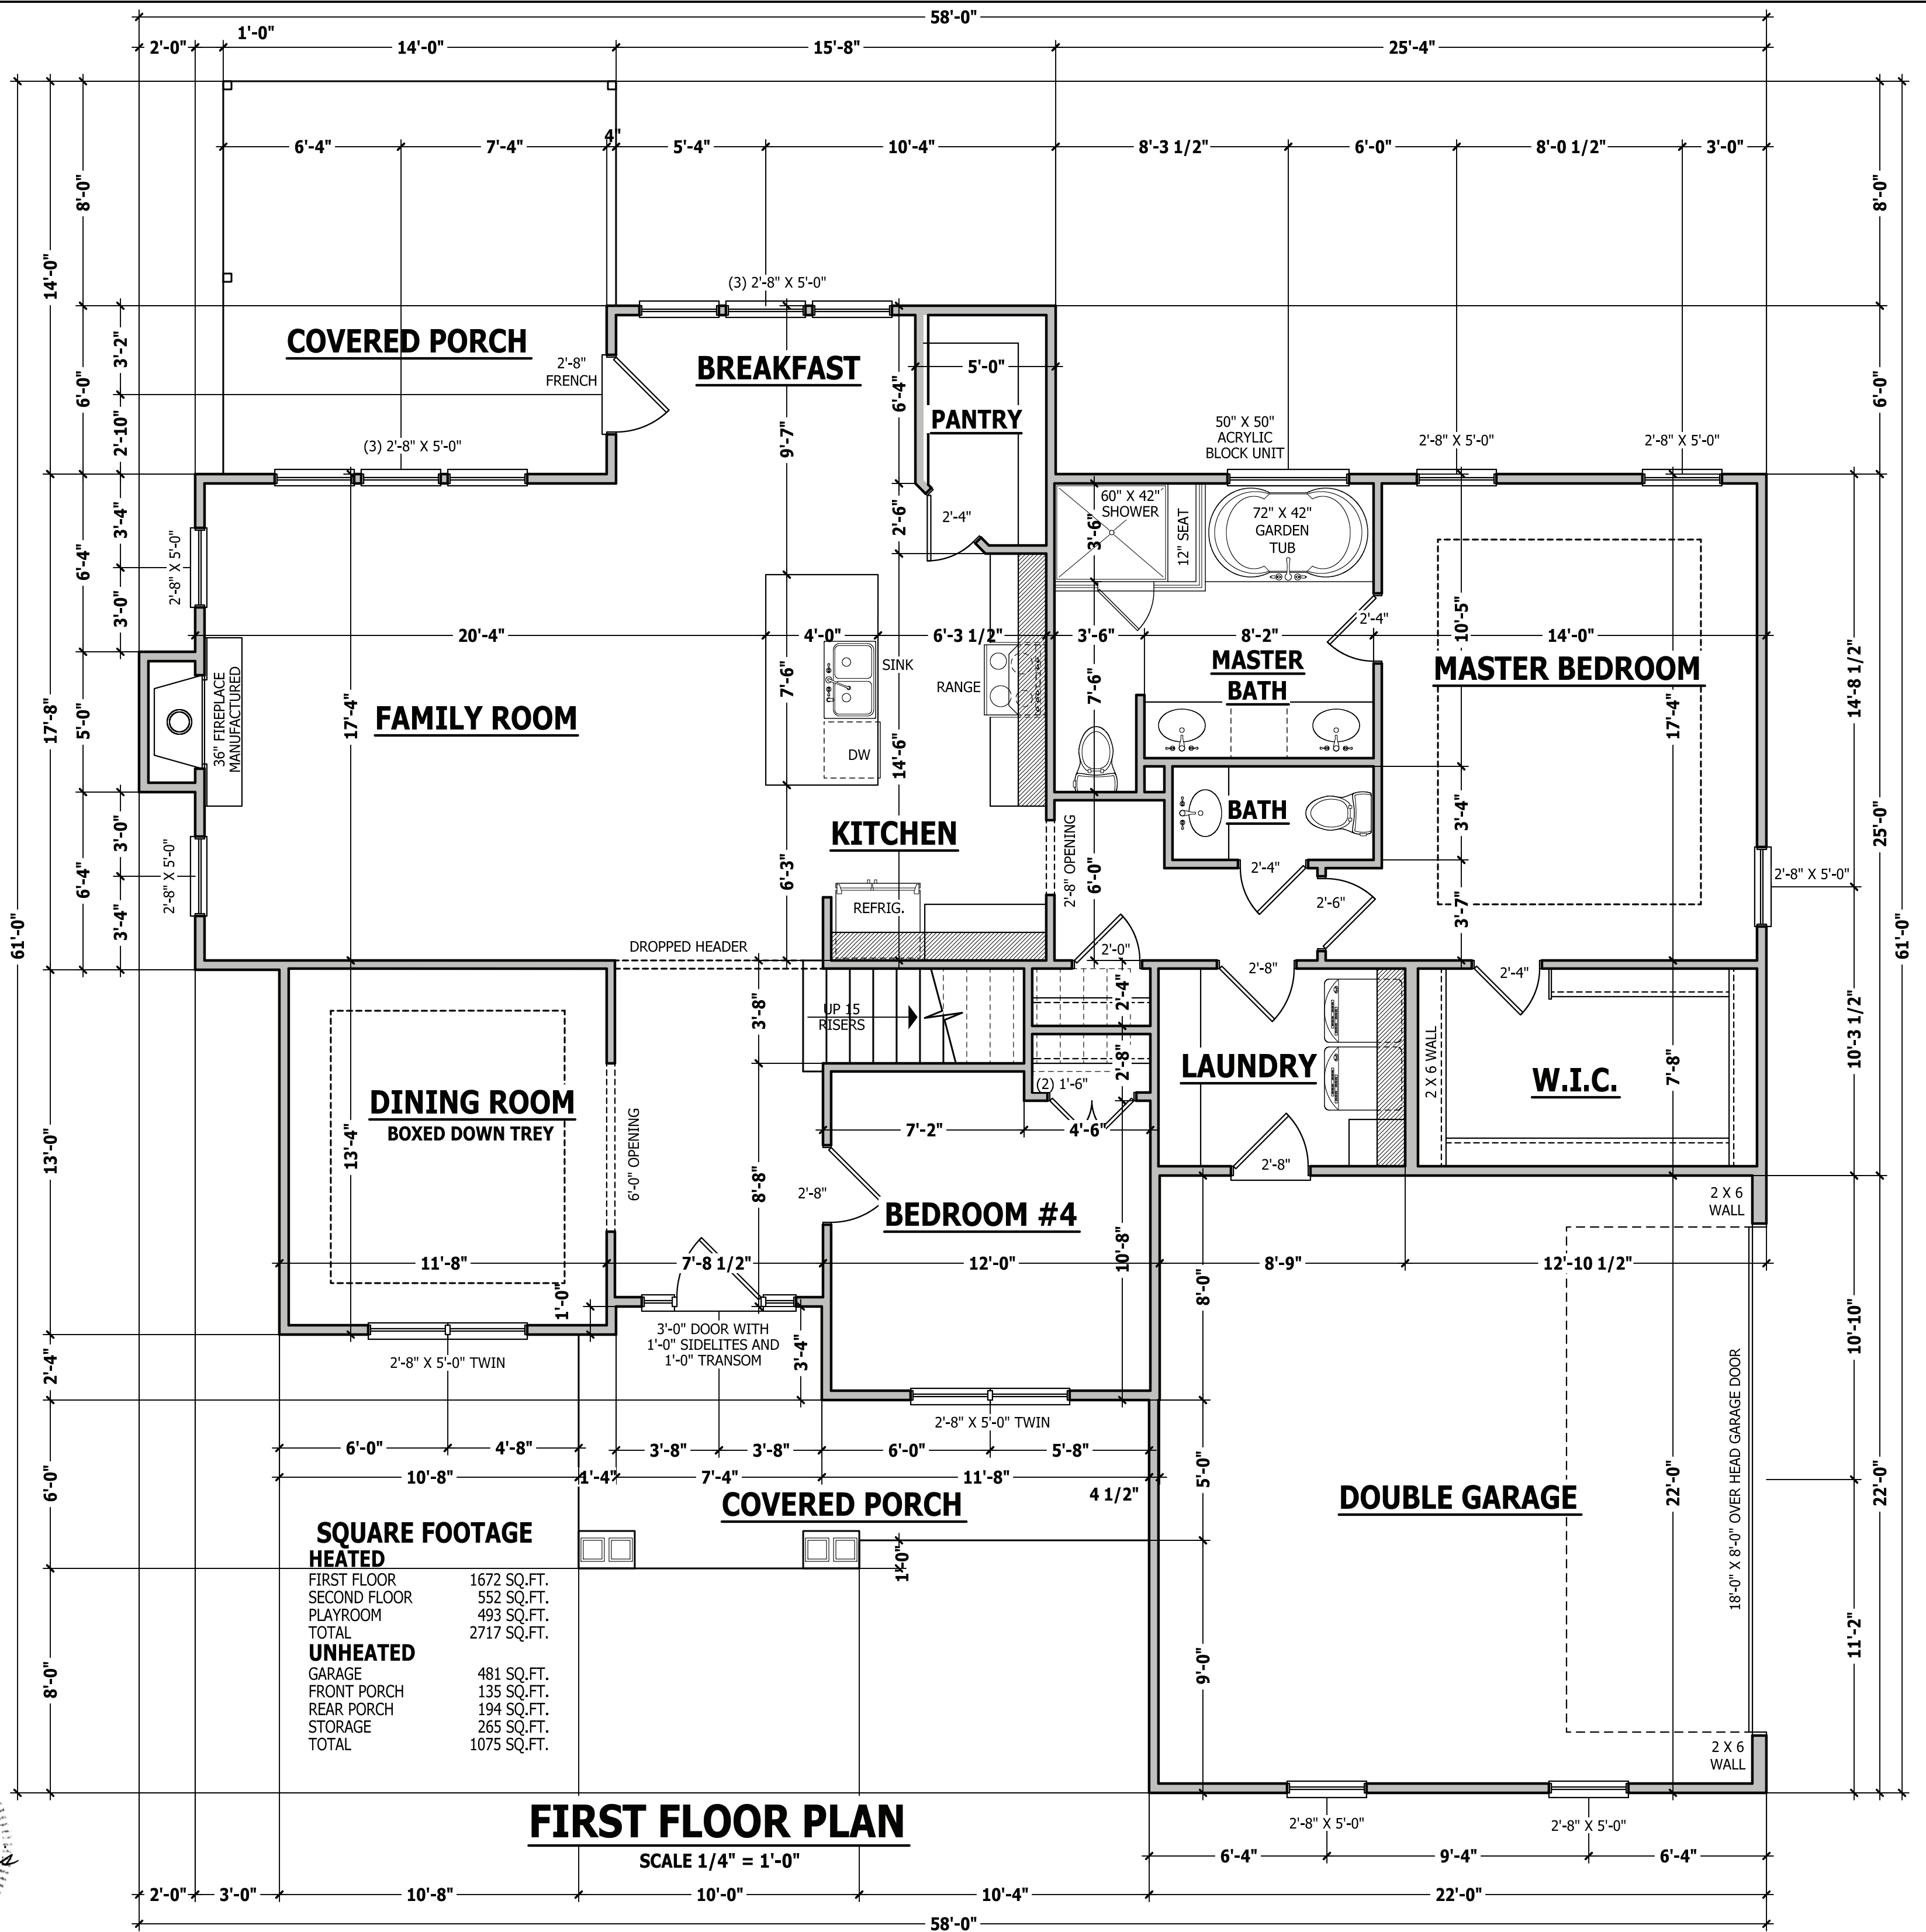 58'-0"
2'-0" 1'-0" 14'-0" 15'-8" 25'-4"
6'-4" 7'-4" 4" 5'-4" 10'-4" 8'-3 1/2" 6'-0" 8'-0 1/2" 3'-0"
8'-0"
14'-0"
6'-0"
3'-2"
2'-10"
8'-0"
6'-0"
(3) 2'-8" X 5'-0"
COVERED PORCH
2'-8"
FRENCH
BREAKFAST
5'-0"
PANTRY
6'-4"
9'-7"
(3) 2'-8" X 5'-0"
50" X 50"
ACRYLIC
BLOCK UNIT
2'-8" X 5'-0"
2'-8" X 5'-0"
2'-6"
2'-4"
60" X 42"
SHOWER
3'-6"
12" SEAT
72" X 42"
GARDEN
TUB
3'-4"
6'-4"
3'-0"
2'-8" X 5'-0"
20'-4" 4'-0" 6'-3 1/2" 3'-6" 8'-2" 14'-0"
2'-4"
10'-5"
MASTER
BATH
MASTER BEDROOM
SINK
RANGE
DW
7'-6"
14'-6"
7'-6"
17'-4"
14'-8 1/2"
FAMILY ROOM
17'-4"
36" FIREPLACE
MANUFACTURED
17'-8"
5'-0"
3'-0"
6'-4"
3'-4"
2'-8" X 5'-0"
61'-0"
KITCHEN
6'-3"
REFRIG.
2'-8" OPENING
6'-0"
BATH
2'-4"
2'-6"
3'-4"
3'-7"
2'-8" X 5'-0"
25'-0"
61'-0"
DROPPED HEADER
2'-0"
2'-8"
2'-4"
UP 15
RISERS
3'-8"
2'-4"
2'-8"
(2) 1'-6"
LAUNDRY
2 X 6 WALL
W.I.C.
7'-8"
10'-3 1/2"
DINING ROOM
BOXED DOWN TREY
13'-4"
13'-0"
6'-0" OPENING
7'-2" 4'-6"
2'-8"
2'-8"
8'-8"
BEDROOM #4
10'-8"
2 X 6
WALL
11'-8" 7'-8 1/2" 12'-0" 8'-9" 12'-10 1/2"
1'-0"
8'-0"
10'-10"
3'-0" DOOR WITH
1'-0" SIDELITES AND
1'-0" TRANSOM
3'-4"
2'-8" X 5'-0" TWIN
2'-4"
2'-8" X 5'-0" TWIN
6'-0" 4'-8" 3'-8" 3'-8" 6'-0" 5'-8"
10'-8" 1'-4" 7'-4" 11'-8"
4 1/2"
5'-0"
6'-0"
COVERED PORCH
DOUBLE GARAGE
22'-0"
18'-0" X 8'-0" OVER HEAD GARAGE DOOR
22'-0"
1'-0"
SQUARE FOOTAGE
HEATED
FIRST FLOOR 1672 SQ.FT.
SECOND FLOOR 552 SQ.FT.
PLAYROOM 493 SQ.FT.
TOTAL 2717 SQ.FT.
UNHEATED
GARAGE 481 SQ.FT.
FRONT PORCH 135 SQ.FT.
REAR PORCH 194 SQ.FT.
STORAGE 265 SQ.FT.
TOTAL 1075 SQ.FT.
8'-0"
9'-0"
11'-2"
2 X 6
WALL
FIRST FLOOR PLAN
SCALE 1/4" = 1'-0"
2'-8" X 5'-0"
2'-8" X 5'-0"
6'-4" 9'-4" 6'-4"
2'-0" 3'-0" 10'-8" 10'-0" 10'-4" 22'-0"
58'-0"